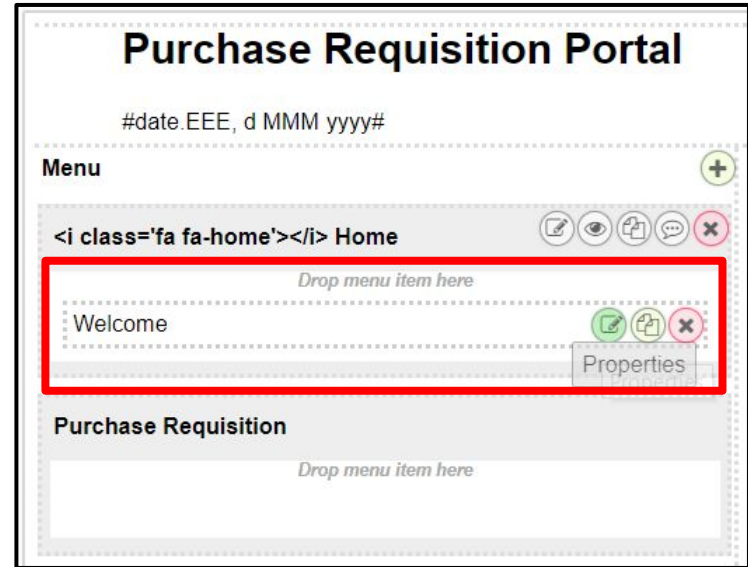 Purchase Requisition Portal
#date.EEE, d MMM yyyy#
Menu
<i class='fa fa-home'></i> Home
Drop menu item here
Welcome
Properties
Properties
Purchase Requisition
Drop menu item here